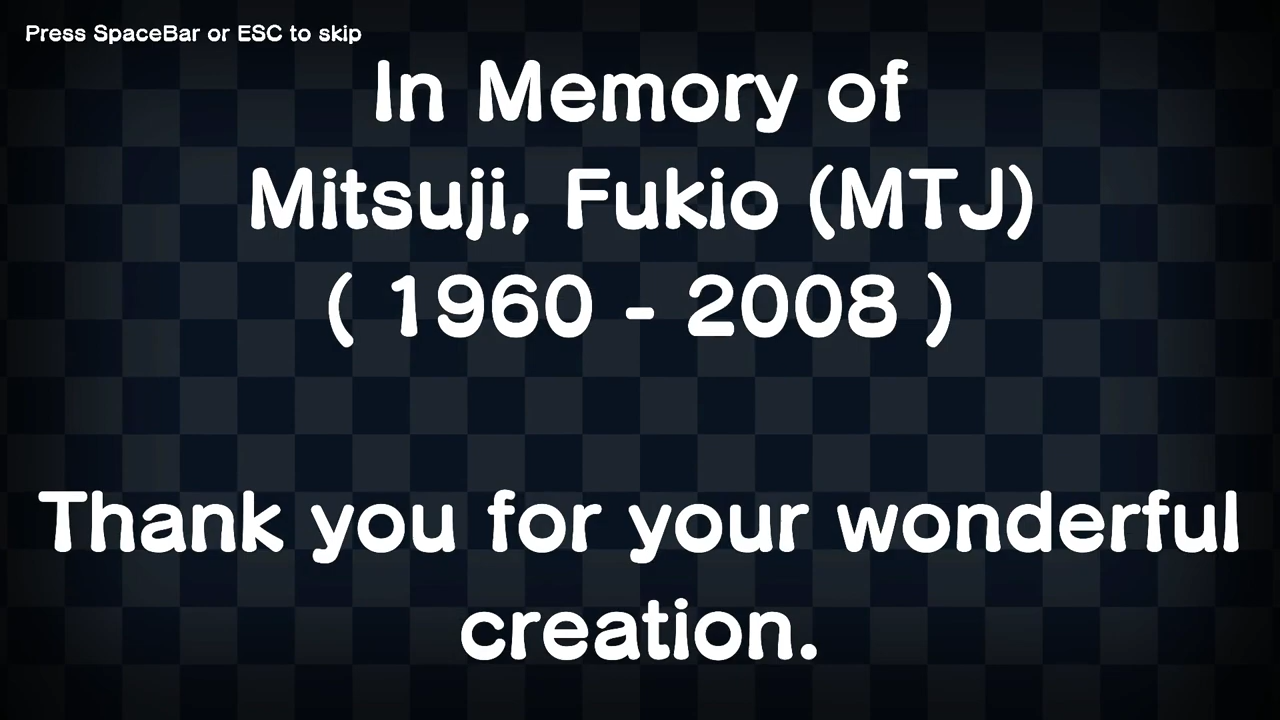 Press SpaceBar or ESC to skip
In Memory of
Mitsuji, Fukio (MTJ)
( 1960 - 2008 )
Thank you for your wonderful
creation.